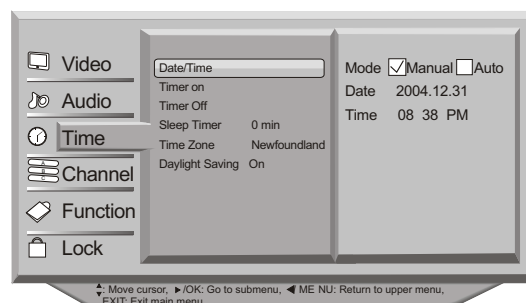 Video
Audio
Time
Channel
Function
Lock
Date/Time
Timer on
Timer Off
Sleep Timer 0 min
Time Zone Newfoundland
Daylight Saving On
Mode Manual Auto
Date 2004.12.31
Time 08 38 PM
: Move cursor, /OK: Go to submenu, ME NU: Return to upper menu,
EXIT: Exit main menu